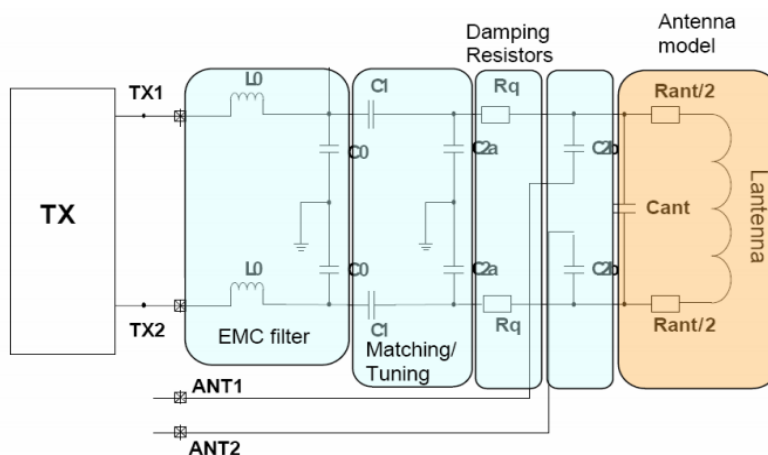 Damping
Resistors
Antenna
model
TX1
L0
C1
Rq
Rant/2
C0
C2a
C2b
TX
Cant
Lantenna
L0
C0
C2a
C2b
TX2
C1
Rq
Rant/2
EMC filter
Matching/
Tuning
ANT1
ANT2